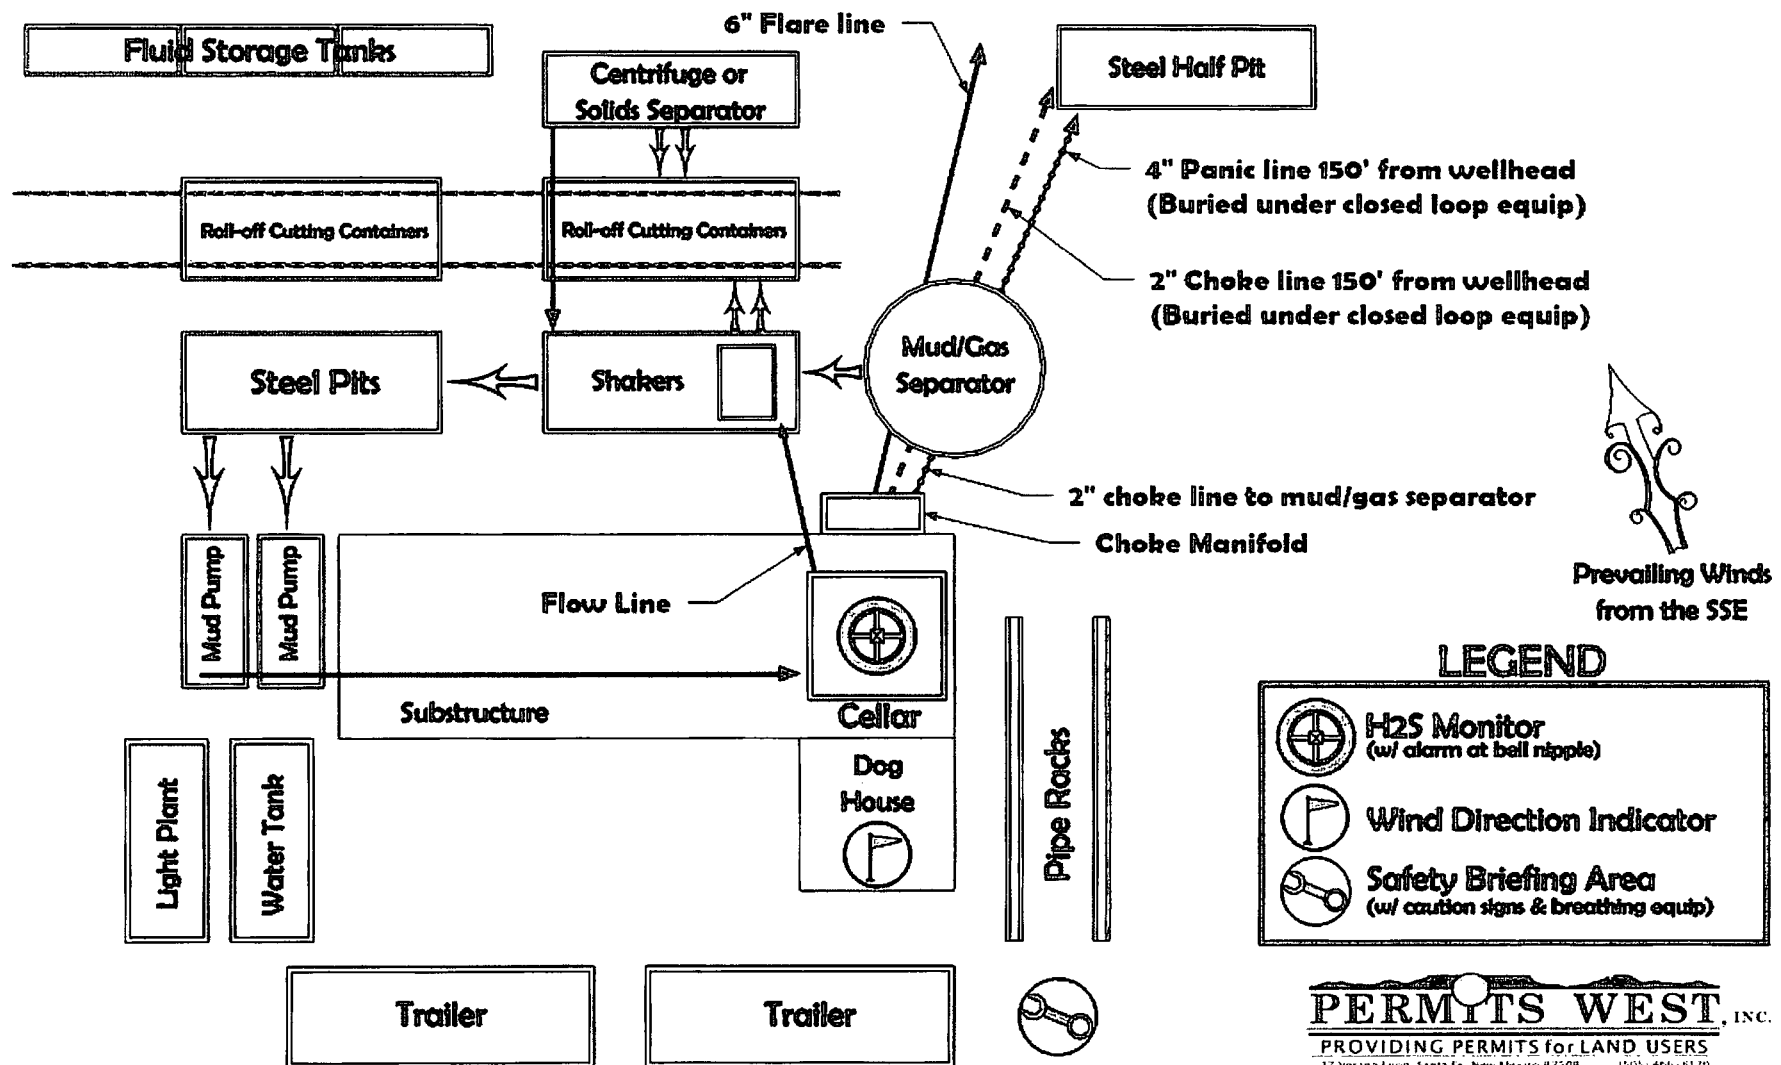 6" Flare line
Fluid Storage Tanks
Centrifuge or
Solids Separator
Steel Half Pit
4" Panic line 150' from wellhead
(Buried under closed loop equip)
Roll-off Cutting Containers
Roll-off Cutting Containers
2" Choke line 150' from wellhead
(Buried under closed loop equip)
Mud/Gas
Separator
Steel Pits
Shakers
2" choke line to mud/gas separator
Choke Manifold
Mud Pump
Mud Pump
Flow Line
Prevailing Winds
from the SSE
Substructure
Cellar
LEGEND
H2S Monitor
(w/ alarm at bell nipple)
Wind Direction Indicator
Safety Briefing Area
(w/ caution signs & breathing equip)
Dog
House
Pipe Racks
Light Plant
Water Tank
Trailer
Trailer
PERMITS WEST, INC.
PROVIDING PERMITS for LAND USERS